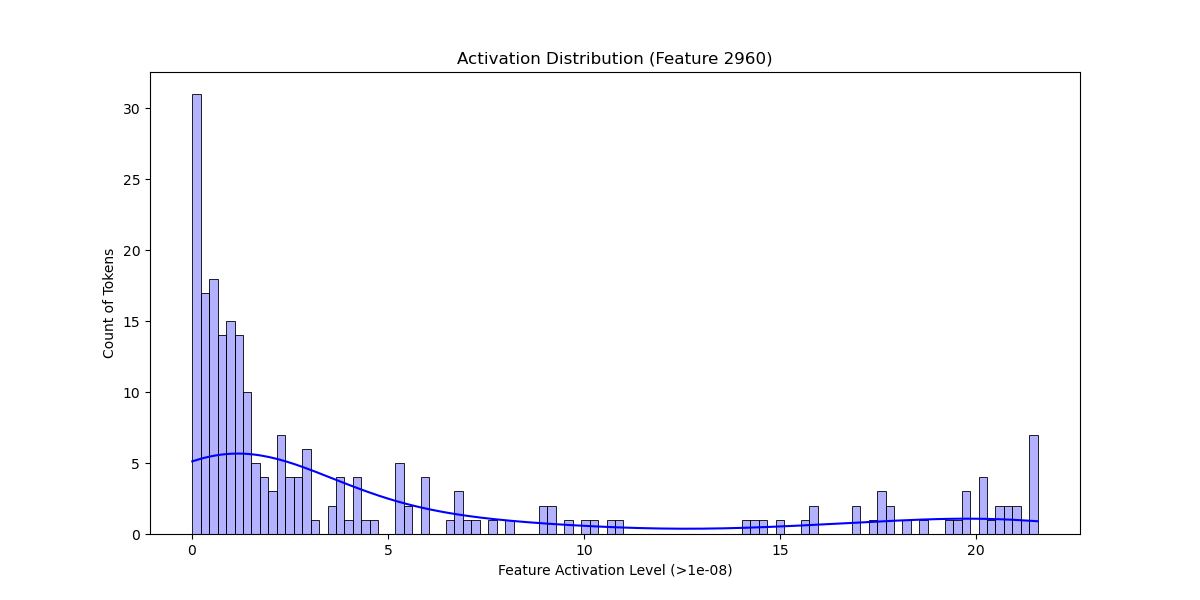 Activation Distribution (Feature 2960)
Count of Tokens
30
25
20
15
10
5
0
0 5 10 15 20
Feature Activation Level (>1e-08)